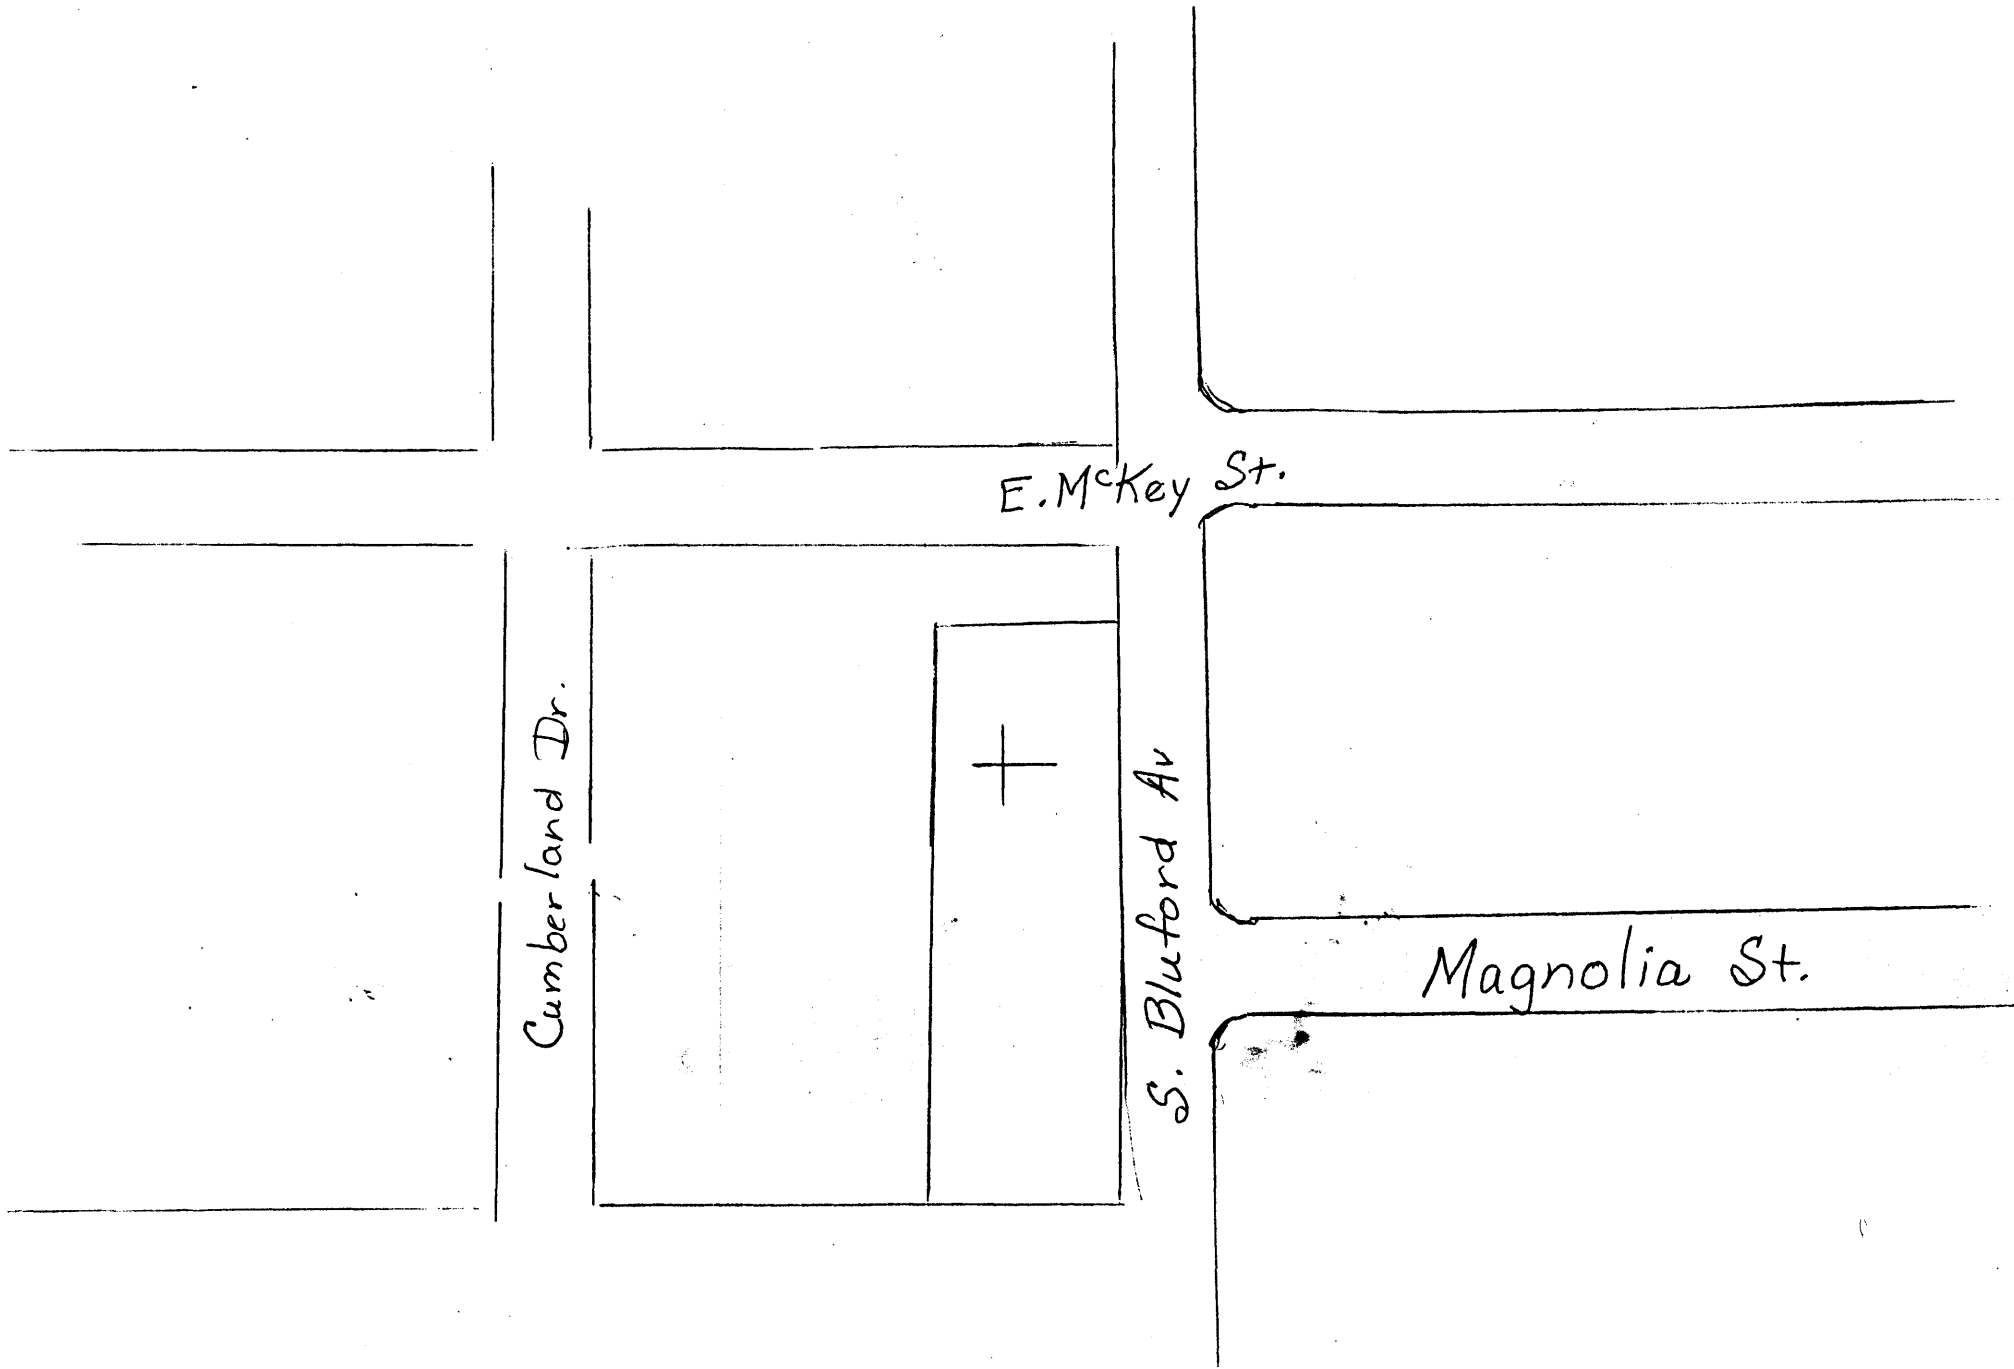 E. McKey St.
Cumberland Dr.
S. Bluford Av
Magnolia St.